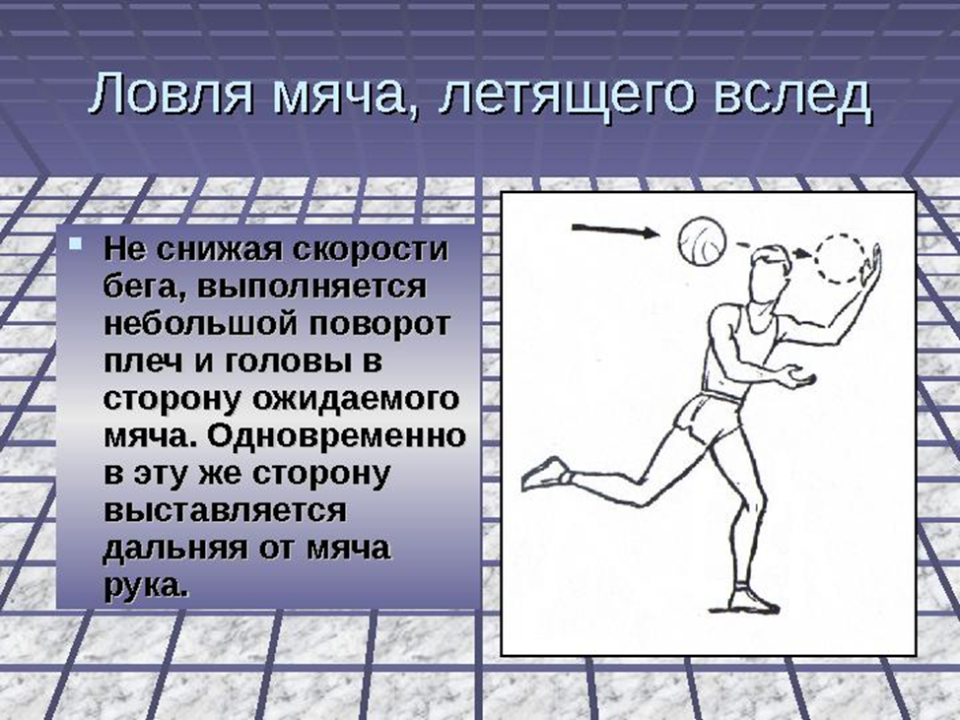 Ловля мяча, летящего вслед
Не снижая скорости
бега, выполняется
небольшой поворот
плеч и головы в
сторону ожидаемого
мяча. Одновременно
в эту же сторону
выставляется
дальняя от мяча
рука.